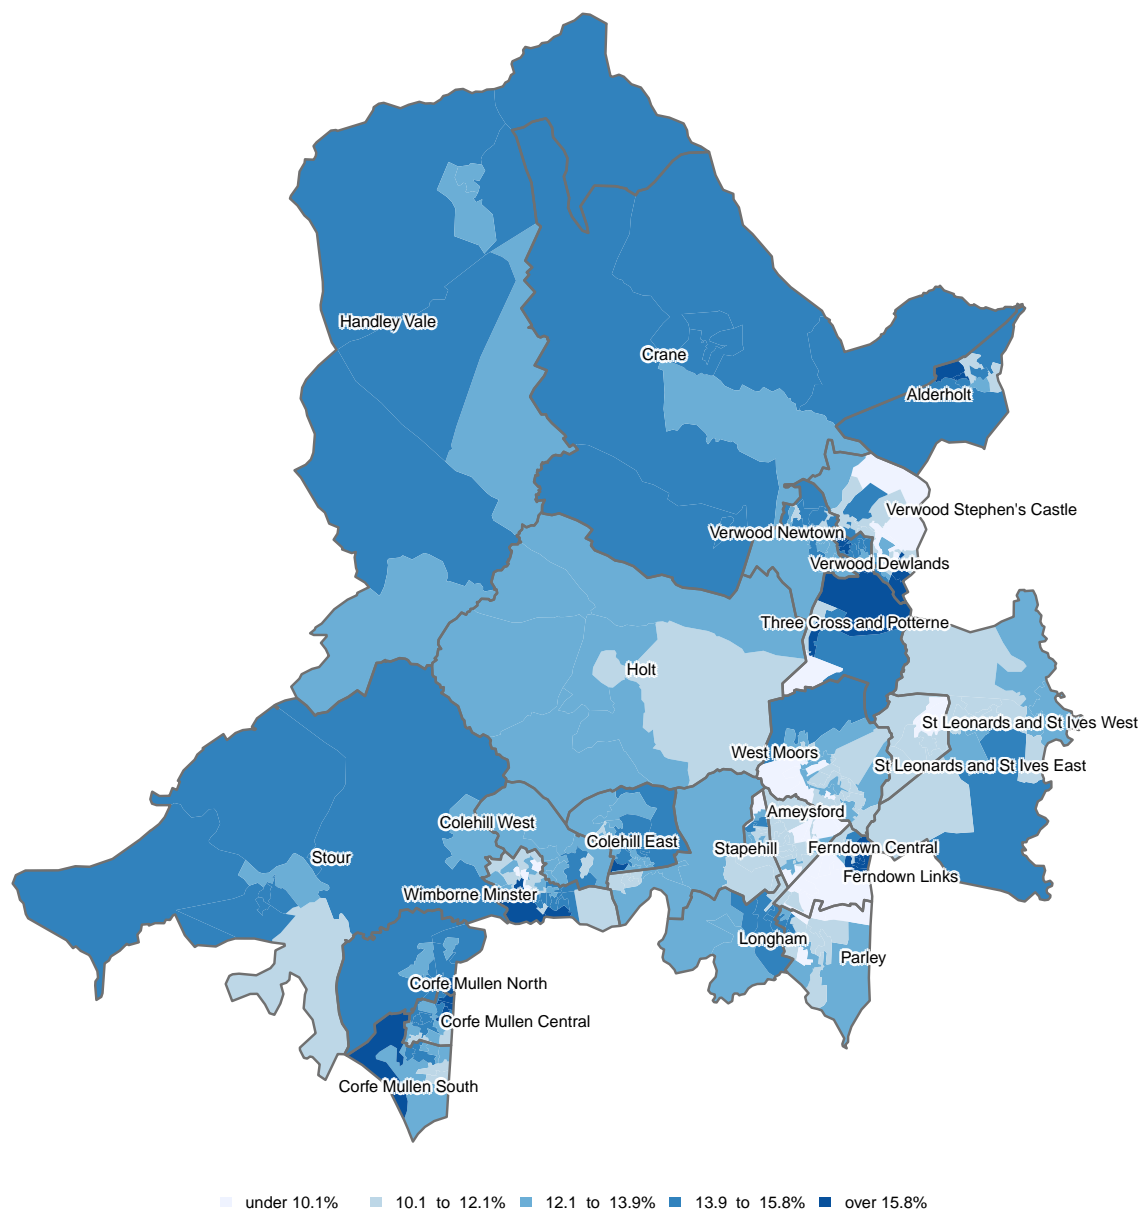 Handley Vale
Crane
Alderholt
Verwood Stephen's Castle
Verwood Newtown
Verwood Dewlands
Three Cross and Potterne
Holt
St Leonards and St Ives West
West Moors
St Leonards and St Ives East
Ameysford
Colehill West
Colehill East
Stapehill
Ferndown Central
Stour
Ferndown Links
Wimborne Minster
Longham
Parley
Corfe Mullen North
Corfe Mullen Central
Corfe Mullen South
under 10.1% 10.1 to 12.1% 12.1 to 13.9% 13.9 to 15.8% over 15.8%